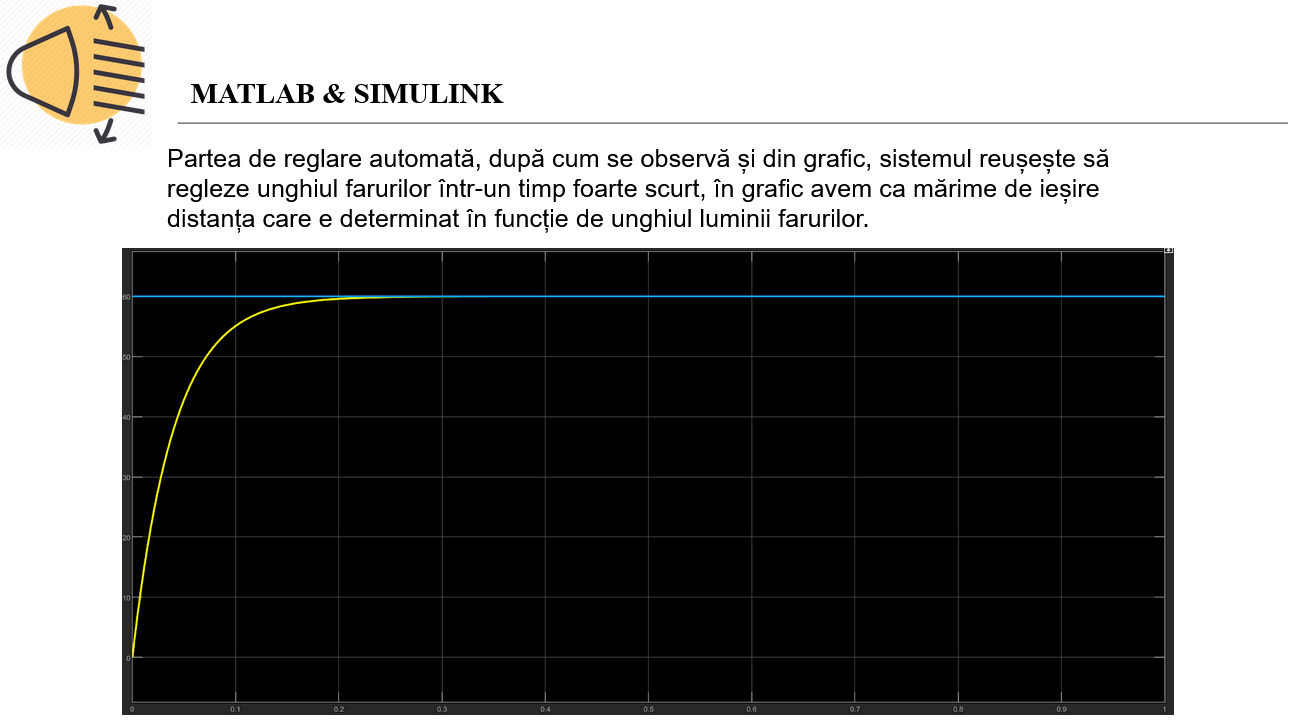 MATLAB & SIMULINK
Partea de reglare automată, după cum se observă și din grafic, sistemul reușește să
regleze unghiul farurilor într-un timp foarte scurt, în grafic avem ca mărime de ieșire
distanța care e determinat în funcție de unghiul luminii farurilor.
60
50
40
30
20
10
0
0 0.1 0.2 0.3 0.4 0.5 0.6 0.7 0.8 0.9 1